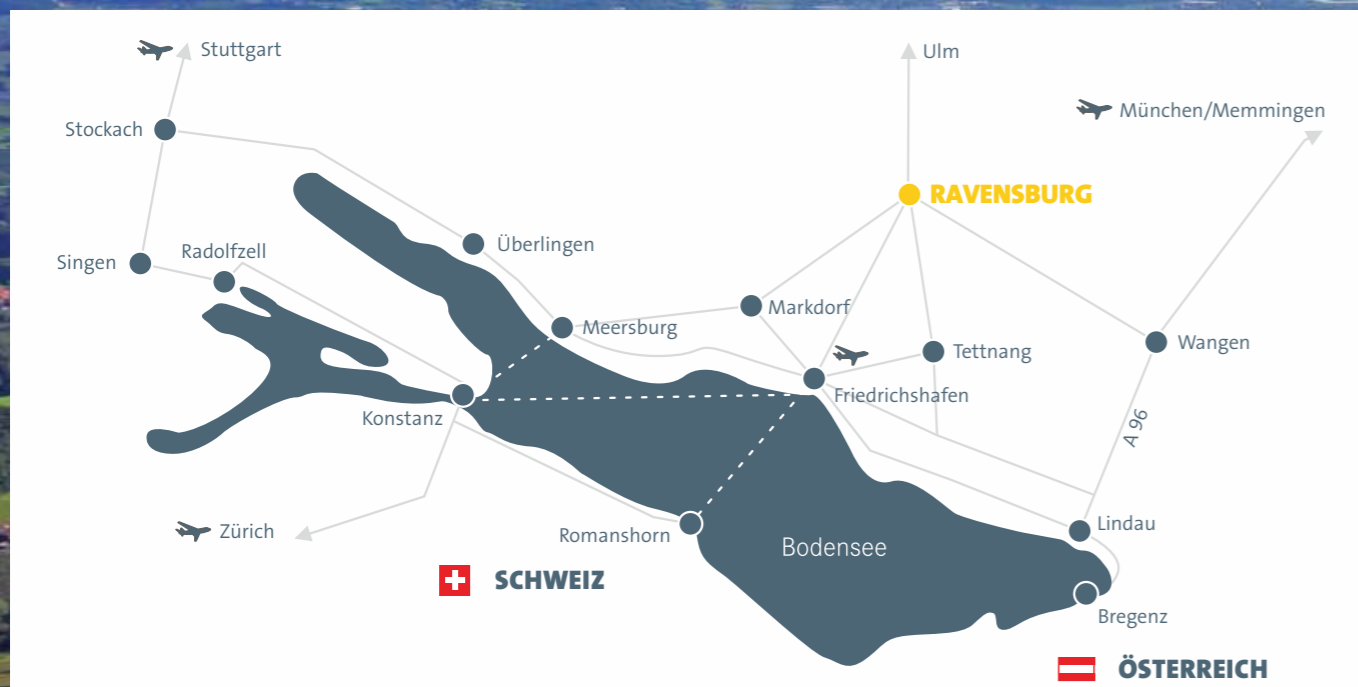 Stuttgart
Ulm
München/Memmingen
Stockach
RAVENSBURG
Überlingen
Radolfzell
Singen
Markdorf
Meersburg
Wangen
Tettnang
Friedrichshafen
Konstanz
A 96
Lindau
Zürich
Romanshorn
Bodensee
SCHWEIZ
Bregenz
ÖSTERREICH